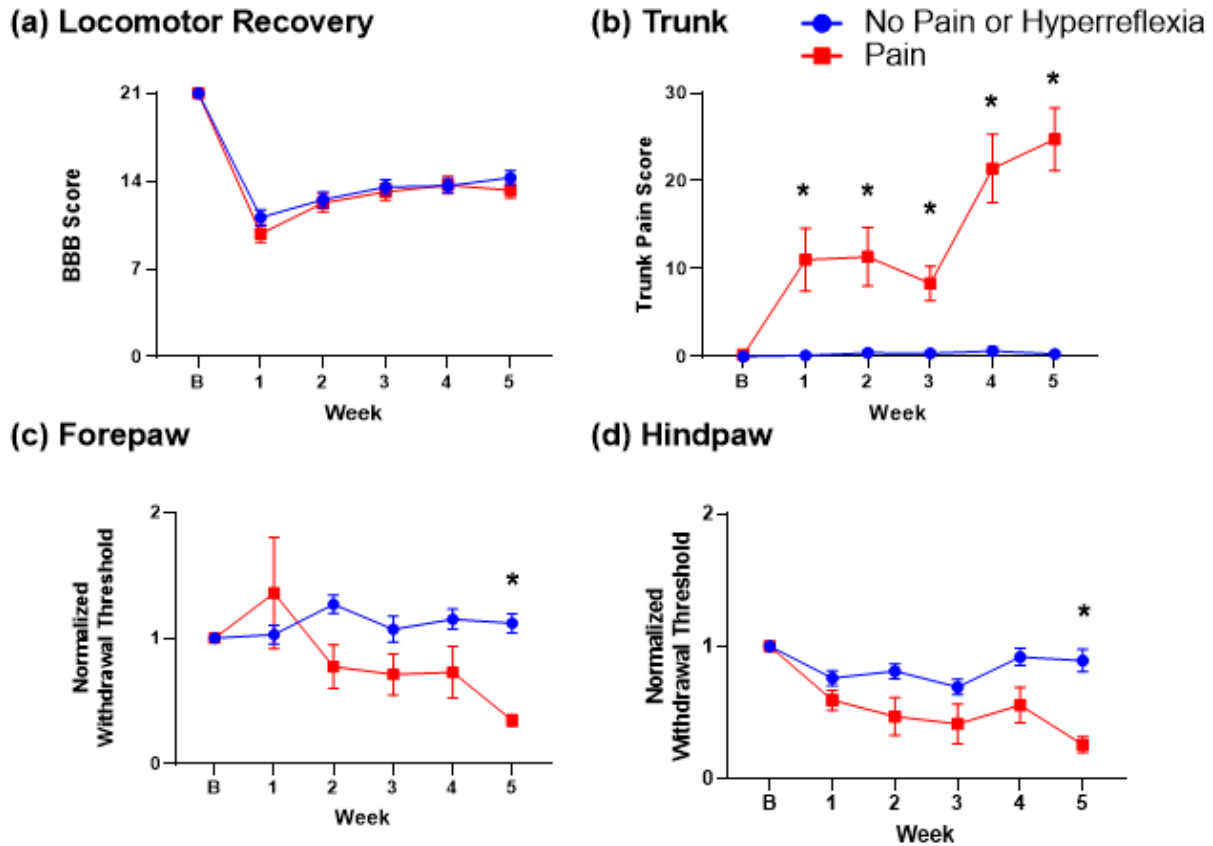 (a) Locomotor Recovery
(b) Trunk
No Pain or Hyperreflexia
Pain
21
14
7
0
BBB Score
B 1 2 3 4 5
Week
30
20
10
0
Trunk Pain Score
* * * * *
B 1 2 3 4 5
Week
(c) Forepaw
(d) Hindpaw
2
1
0
Normalized
Withdrawal Threshold
*
B 1 2 3 4 5
Week
2
1
0
Normalized
Withdrawal Threshold
*
B 1 2 3 4 5
Week